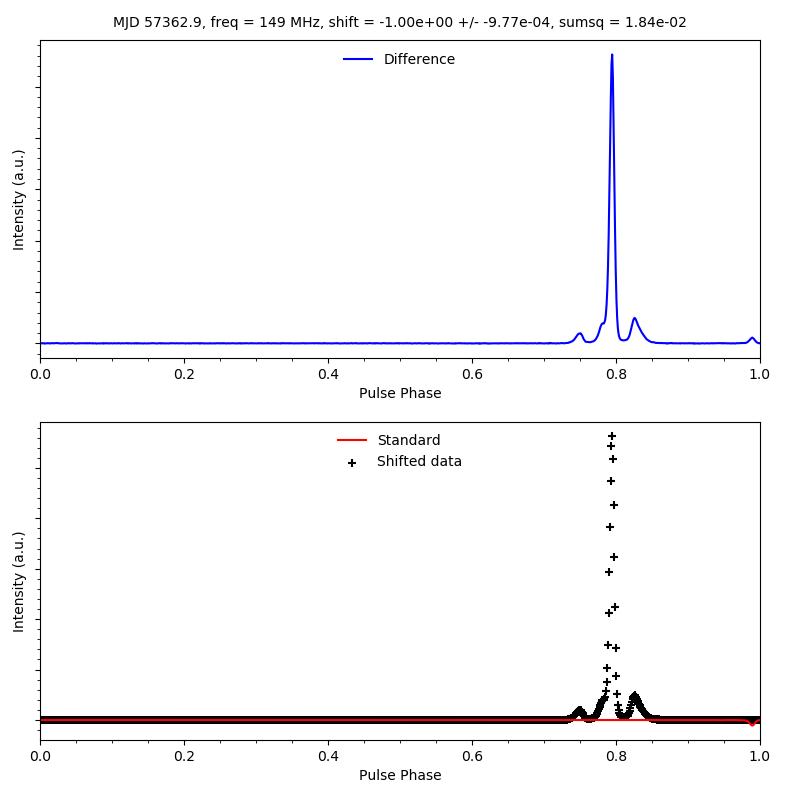 MJD 57362.9, freq = 149 MHz, shift = -1.00e+00 +/- -9.77e-04, sumsq = 1.84e-02
Difference
Intensity (a.u.)
0.0 0.2 0.4 0.6 0.8 1.0
Pulse Phase
Standard
Shifted data
Intensity (a.u.)
0.0 0.2 0.4 0.6 0.8 1.0
Pulse Phase